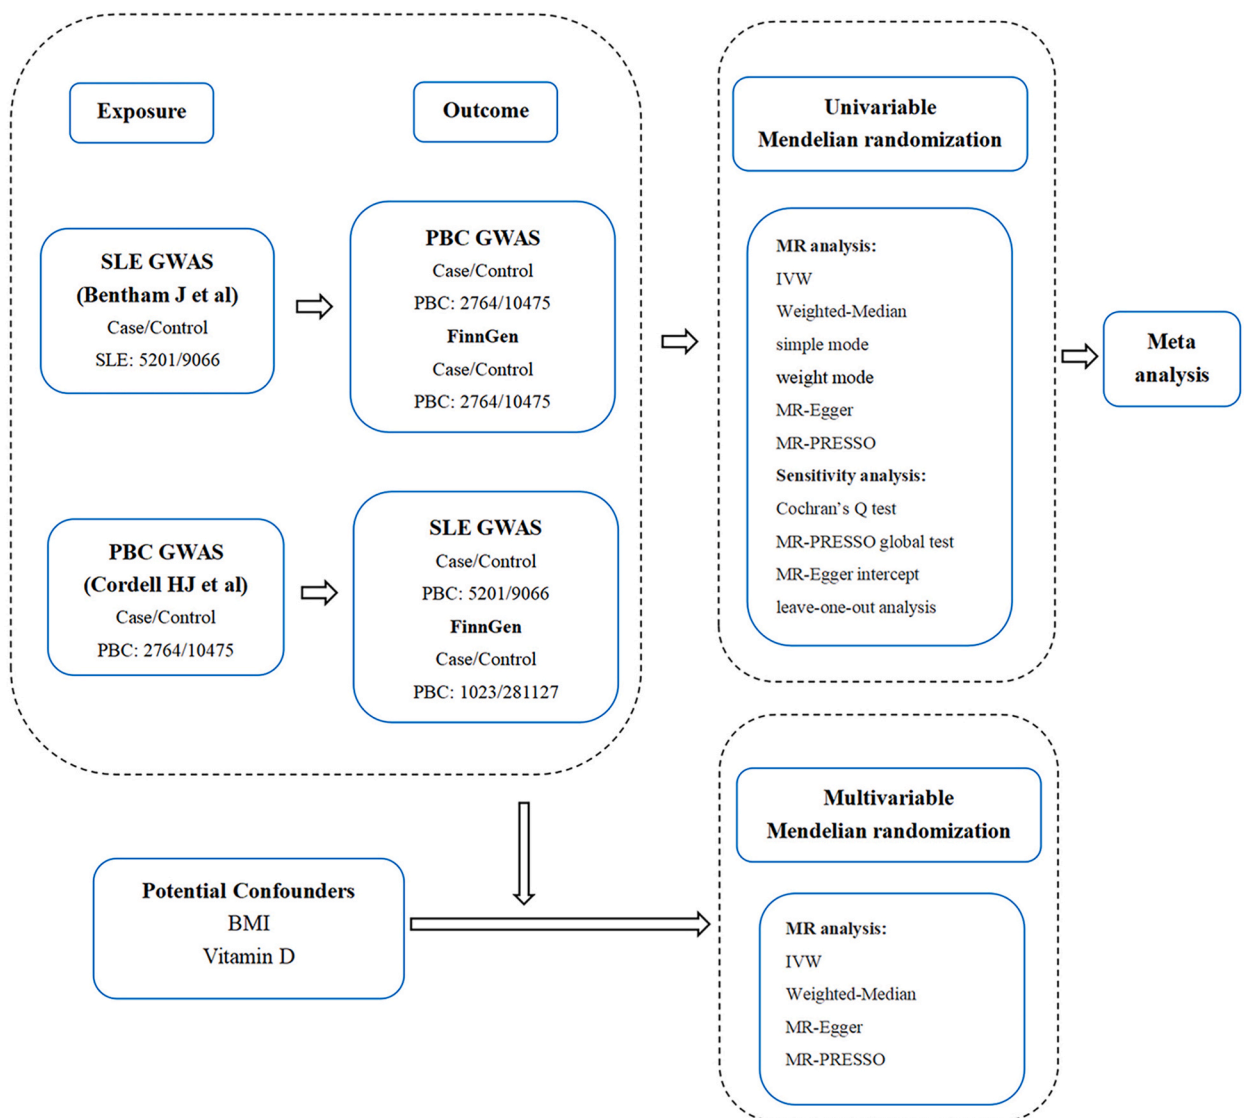 Exposure
Outcome
SLE GWAS
(Bentham J et al)
Case/Control
SLE: 5201/9066
PBC GWAS
Case/Control
PBC: 2764/10475
FinnGen
Case/Control
PBC: 2764/10475
PBC GWAS
(Cordell HJ et al)
Case/Control
PBC: 2764/10475
SLE GWAS
Case/Control
PBC: 5201/9066
FinnGen
Case/Control
PBC: 1023/281127
Univariable
Mendelian randomization
MR analysis:
IVW
Weighted-Median
simple mode
weight mode
MR-Egger
MR-PRESSO
Sensitivity analysis:
Cochran’s Q test
MR-PRESSO global test
MR-Egger intercept
leave-one-out analysis
Meta
analysis
Potential Confounders
BMI
Vitamin D
Multivariable
Mendelian randomization
MR analysis:
IVW
Weighted-Median
MR-Egger
MR-PRESSO